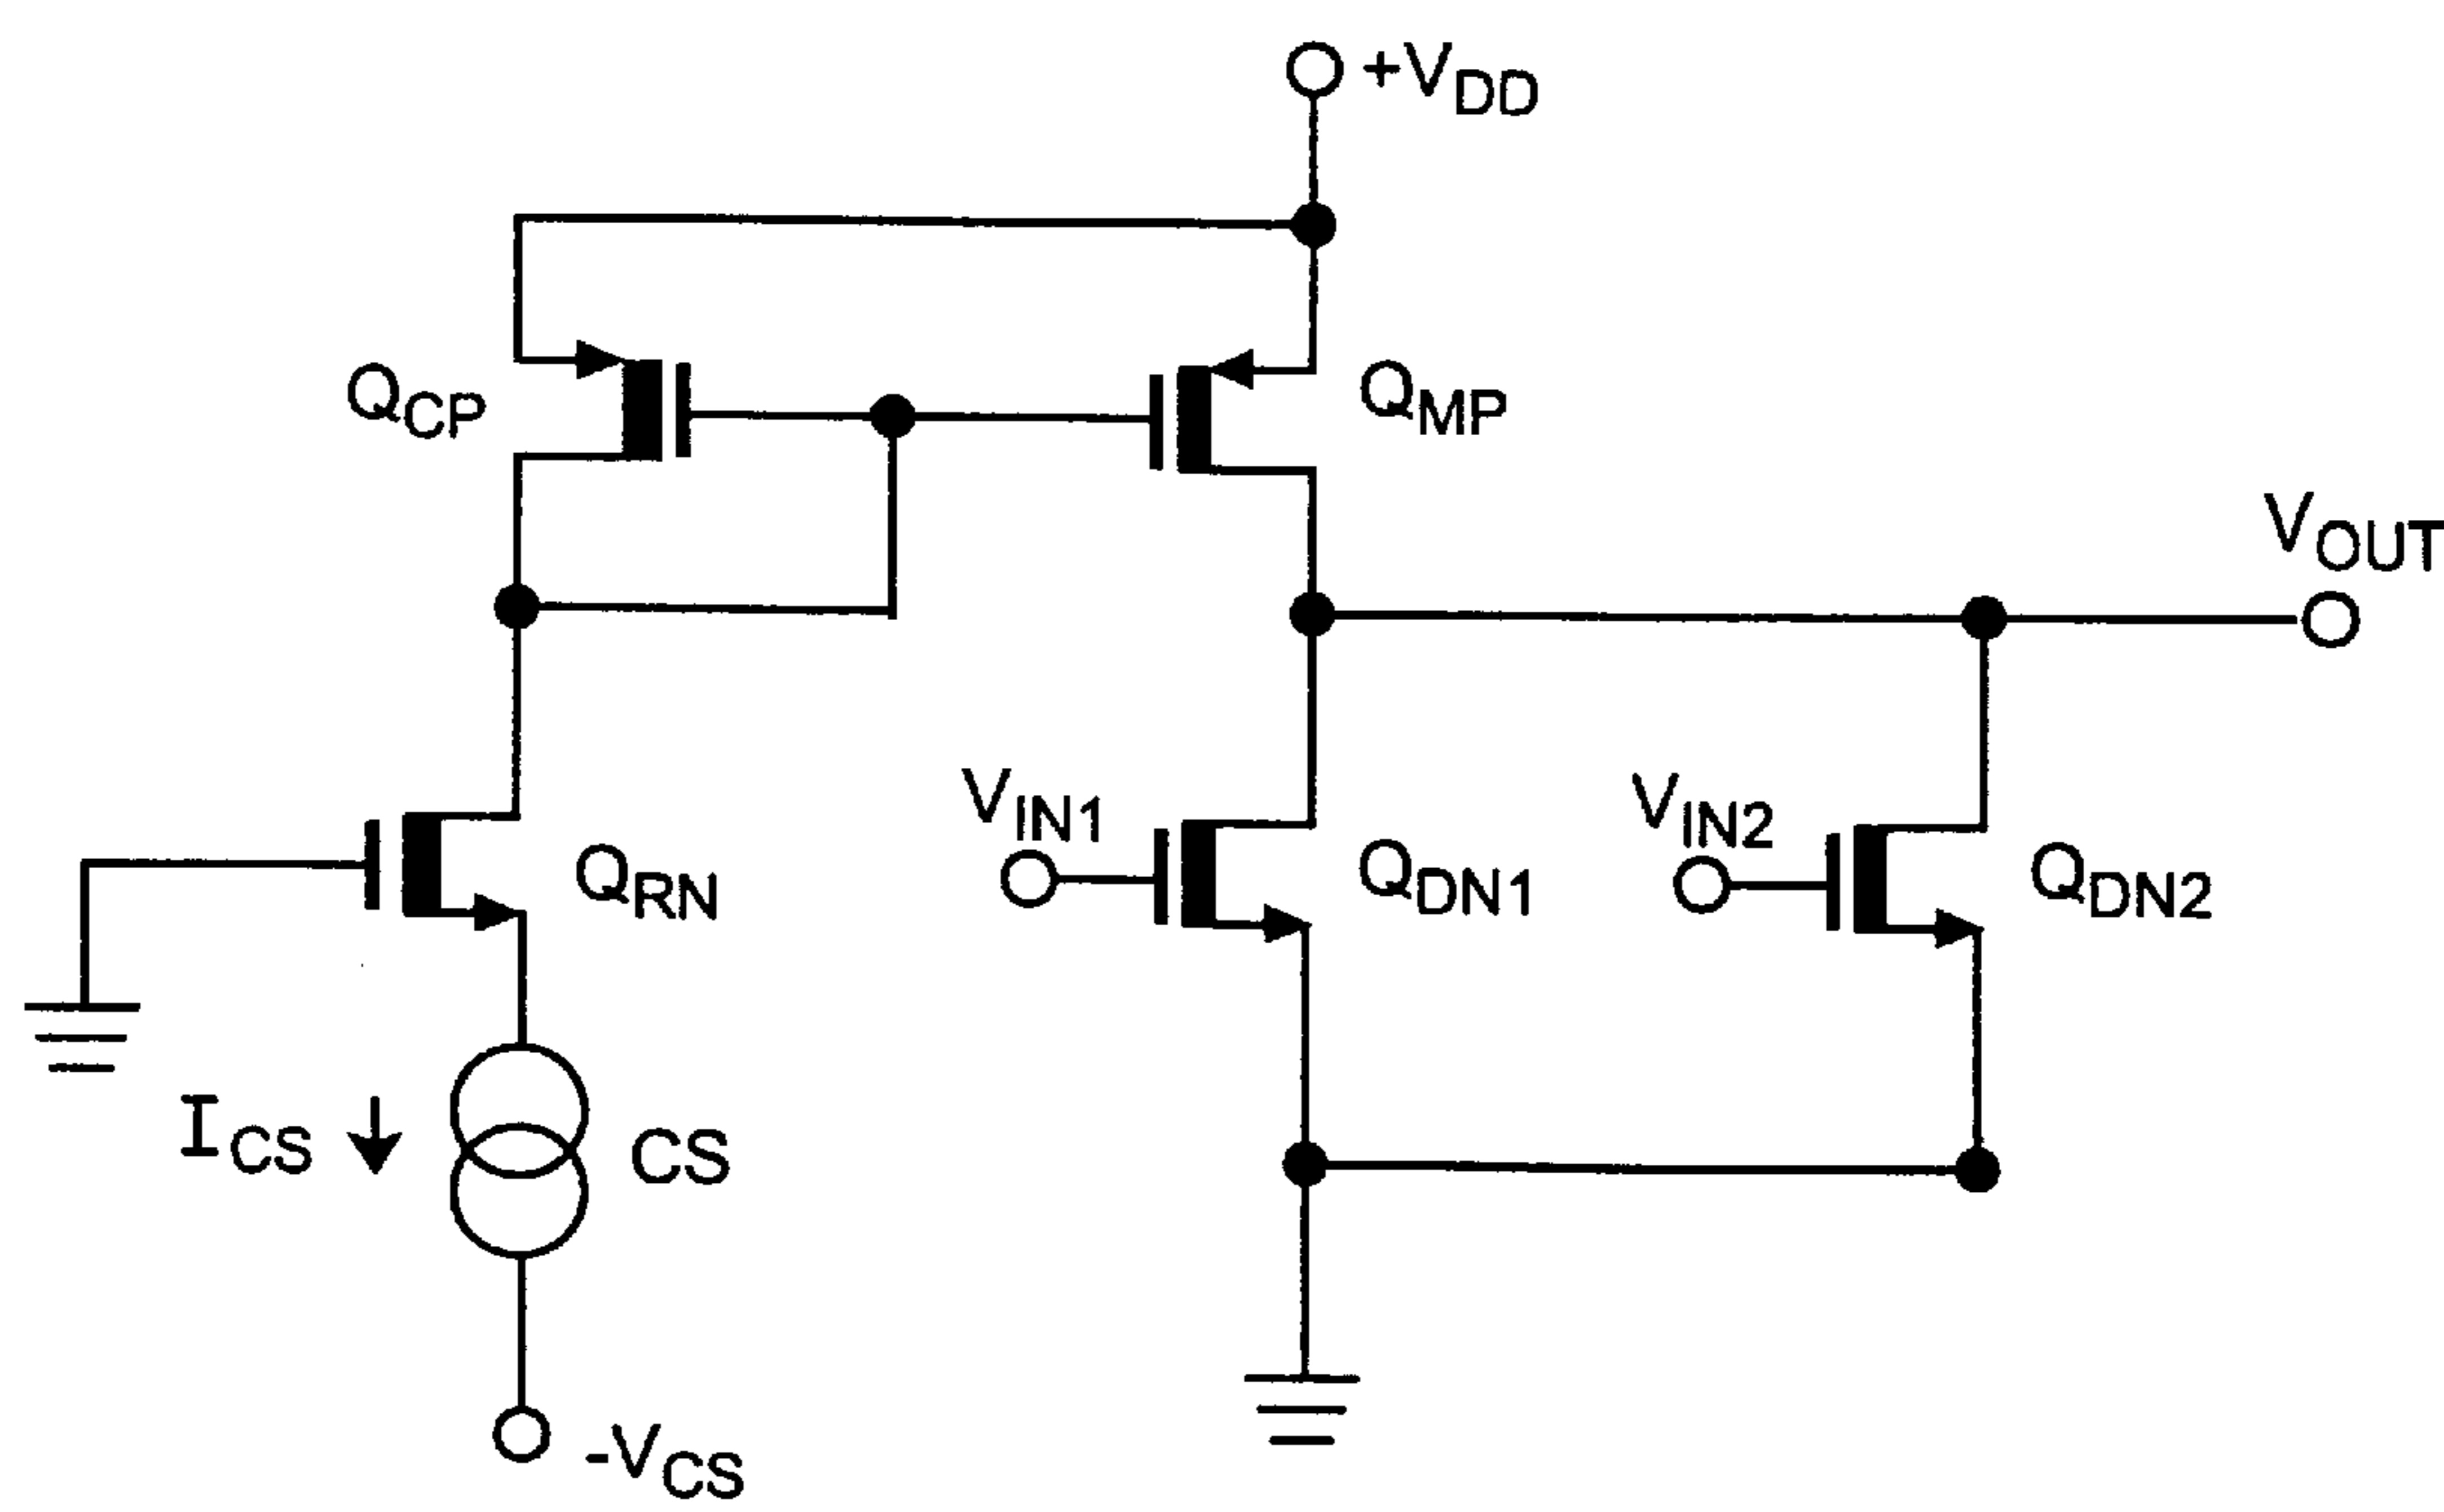 +VDD
QCP
QMP
VOUT
VIN1
VIN2
QRN
QDN1
QDN2
ICS
CS
-VCS